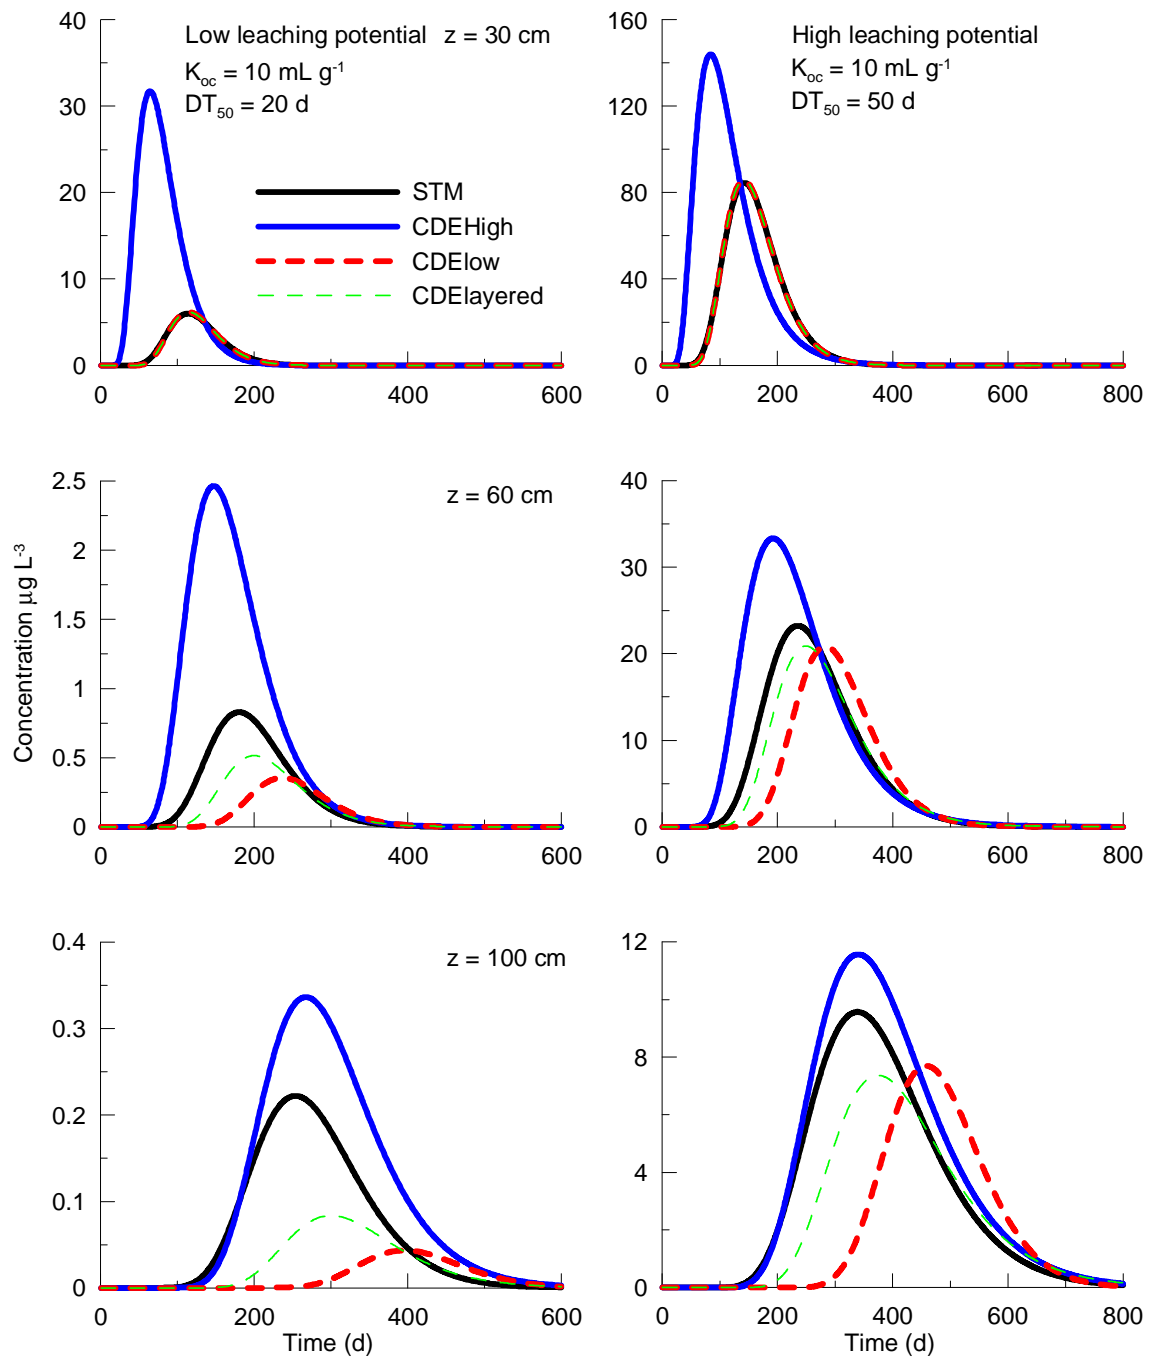 Low leaching potential z = 30 cm
Koc = 10 mL g-1
DT50 = 20 d
40
30
20
10
0
STM
CDEHigh
CDElow
CDElayered
0 200 400 600
High leaching potential
Koc = 10 mL g-1
DT50 = 50 d
160
120
80
40
0
0 200 400 600 800
Concentration µg L-3
z = 60 cm
2.5
2
1.5
1
0.5
0
0 200 400 600
40
30
20
10
0
0 200 400 600 800
z = 100 cm
0.4
0.3
0.2
0.1
0
0 200 400 600
Time (d)
12
8
4
0
0 200 400 600 800
Time (d)